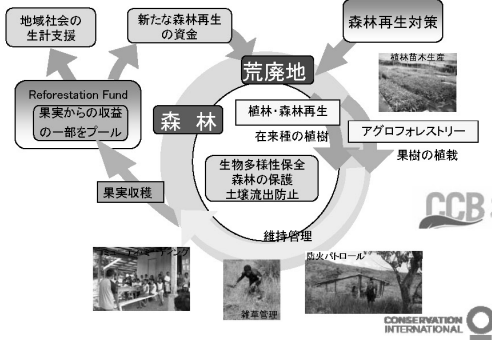 地域社会の
生計支援
新たな森林再生
の資金
森林再生対策
荒廃地
植林苗木生産
Reforestation Fund
果実からの収益
の一部をプール
森 林
植林・森林再生
在来種の植樹
アグロフォレストリー
果樹の植栽
生物多様性保全
森林の保護
土壌流出防止
果実収穫
維持管理
防火パトロール
雑草管理
CCB
CONSERVATION
INTERNATIONAL